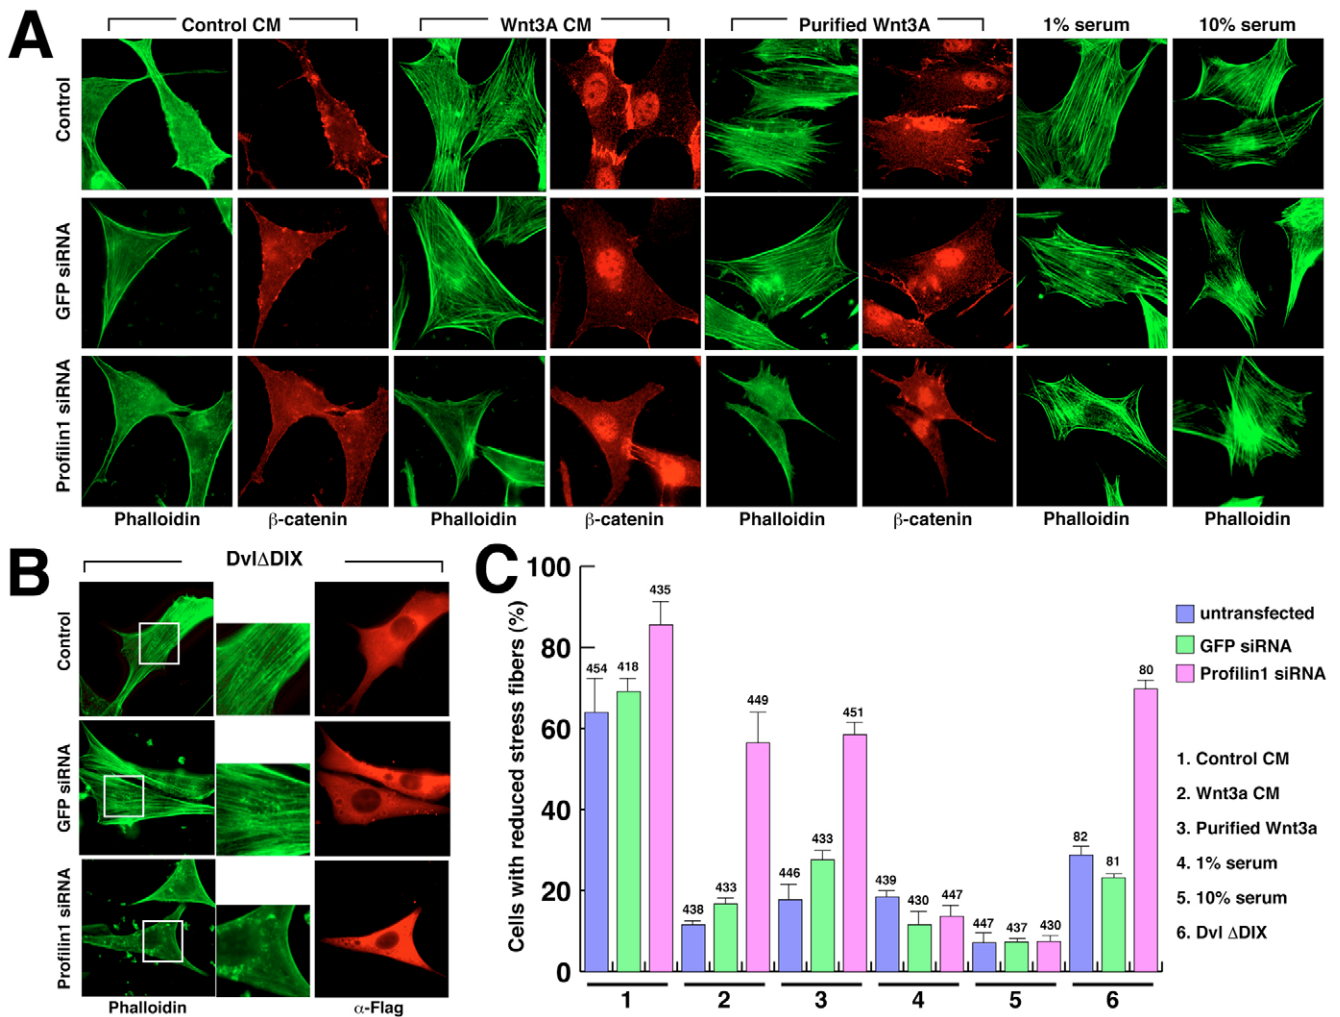 A
Control CM
Wnt3A CM
Purified Wnt3A
1% serum
10% serum
Control
GFP siRNA
Profilin1 siRNA
Phalloidin
β-catenin
Phalloidin
β-catenin
Phalloidin
β-catenin
Phalloidin
Phalloidin
B
DvlΔDIX
Control
GFP siRNA
Profilin1 siRNA
Phalloidin
α-Flag
C
Cells with reduced stress fibers (%)
100
80
60
40
20
0
454
418
435
438
433
449
446
433
451
439
430
447
447
437
430
82
81
80
1
2
3
4
5
6
untransfected
GFP siRNA
Profilin1 siRNA
1. Control CM
2. Wnt3a CM
3. Purified Wnt3a
4. 1% serum
5. 10% serum
6. Dvl ΔDIX